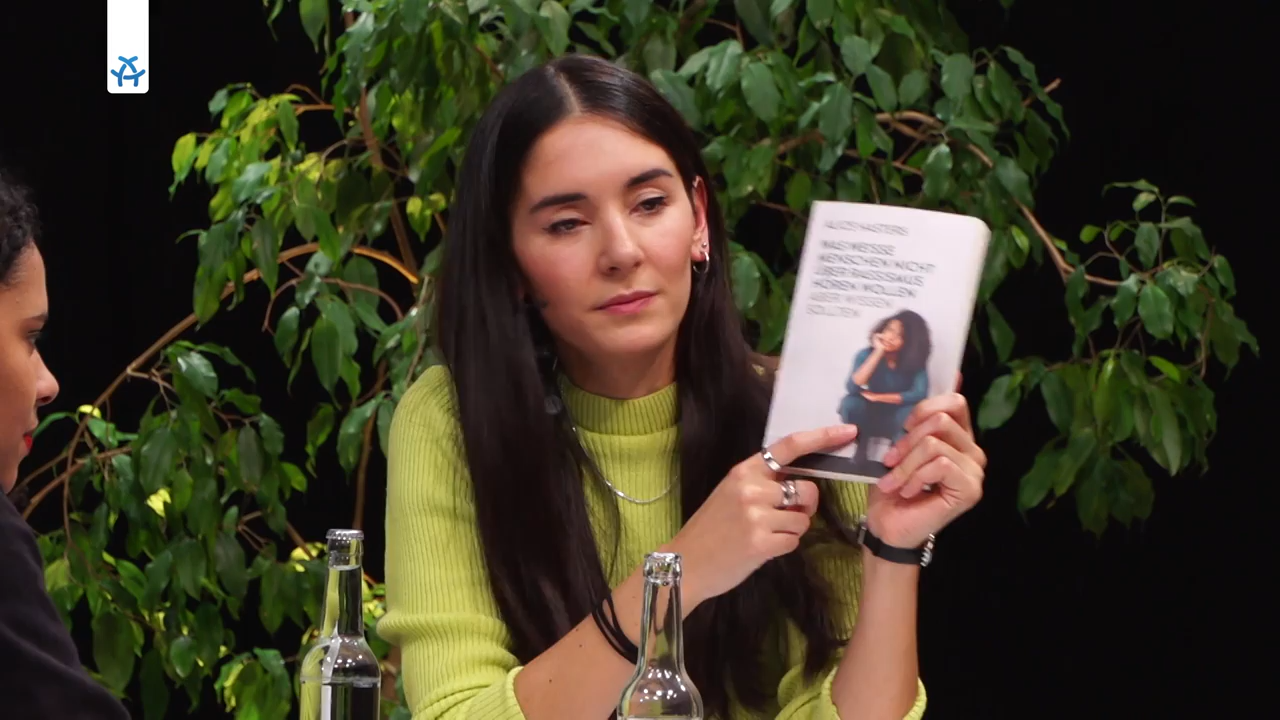 ALICE HASTERS
WAS WEISSE
MENSCHEN NICHT
ÜBER RASSISMUS
HÖREN WOLLEN
ABER WISSEN
SOLLTEN